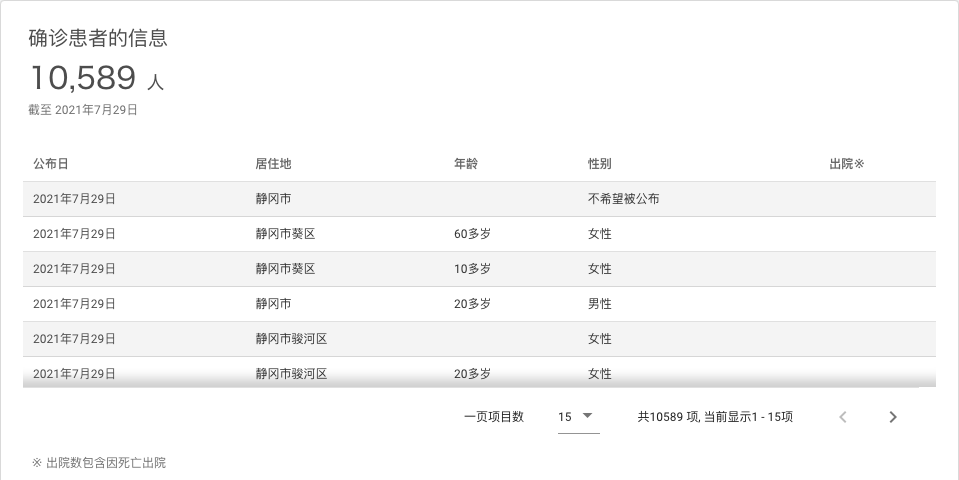 确诊患者的信息
10,589 人
截至 2021年7月29日
公布日 居住地 年龄 性别 出院※
2021年7月29日 静冈市 不希望被公布
2021年7月29日 静冈市葵区 60多岁 女性
2021年7月29日 静冈市葵区 10多岁 女性
2021年7月29日 静冈市 20多岁 男性
2021年7月29日 静冈市骏河区 女性
2021年7月29日 静冈市骏河区 20多岁 女性
一页项目数 15 共10589 项, 当前显示1 - 15项
※ 出院数包含因死亡出院